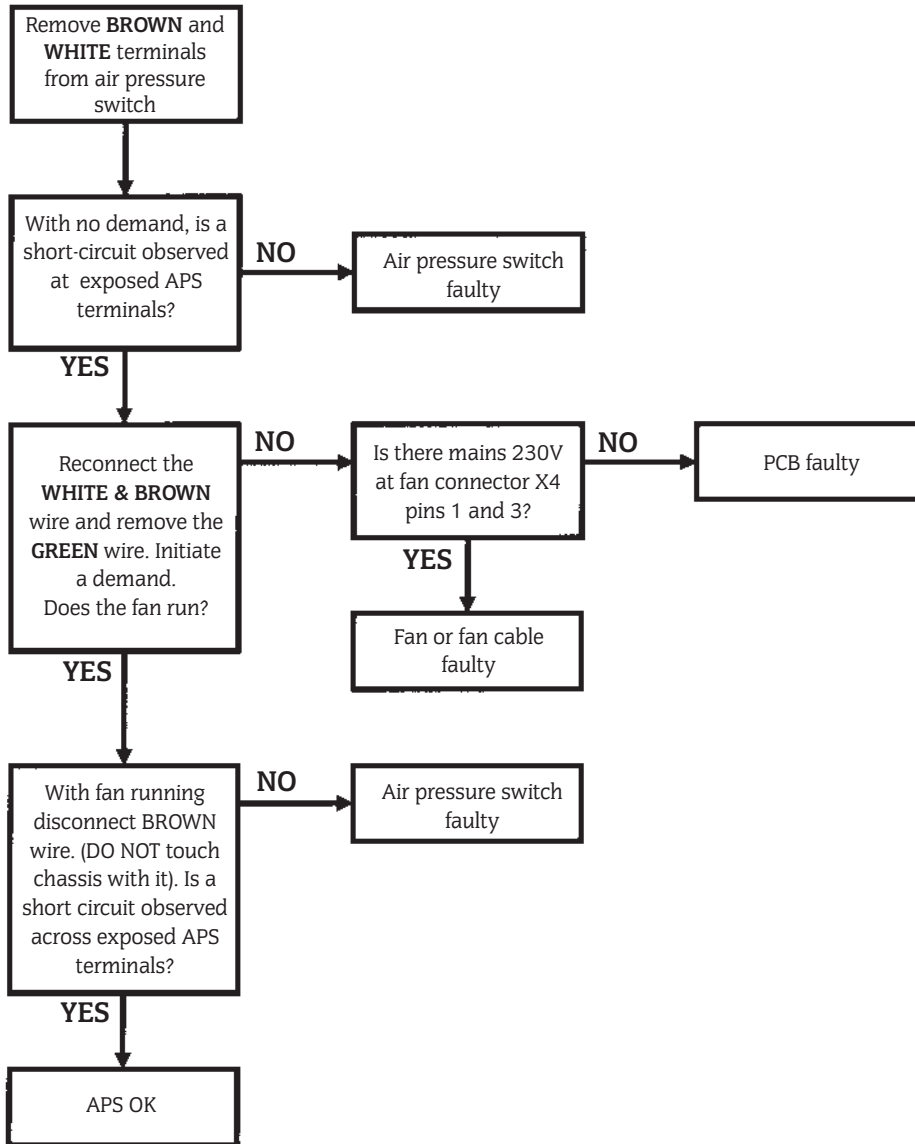 Remove BROWN and
WHITE terminals
from air pressure
switch
With no demand, is a
short-circuit observed
at exposed APS
terminals?
NO
Air pressure switch
faulty
YES
Reconnect the
WHITE & BROWN
wire and remove the
GREEN wire. Initiate
a demand.
Does the fan run?
NO
Is there mains 230V
at fan connector X4
pins 1 and 3?
NO
PCB faulty
YES
Fan or fan cable
faulty
YES
With fan running
disconnect BROWN
wire. (DO NOT touch
chassis with it). Is a
short circuit observed
across exposed APS
terminals?
NO
Air pressure switch
faulty
YES
APS OK